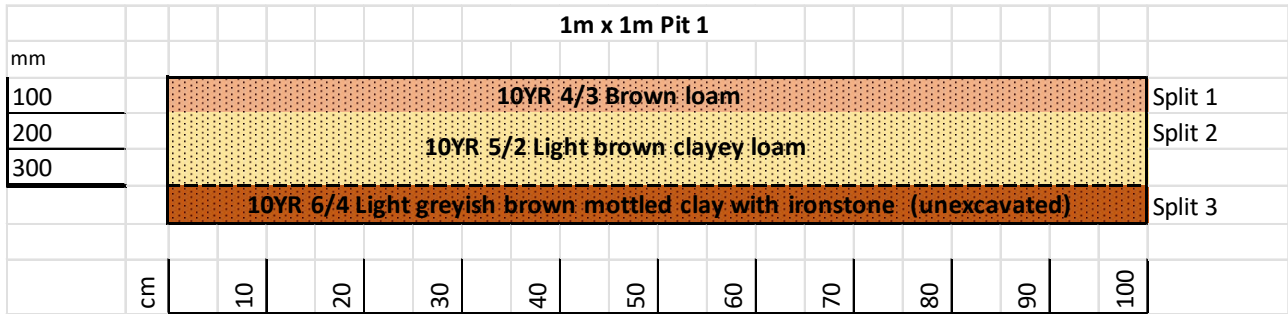 1m x 1m Pit 1
mm
100
10YR 4/3 Brown loam
Split 1
200
10YR 5/2 Light brown clayey loam
Split 2
300
10YR 6/4 Light greyish brown mottled clay with ironstone (unexcavated)
Split 3
cm 10 20 30 40 50 60 70 80 90 100